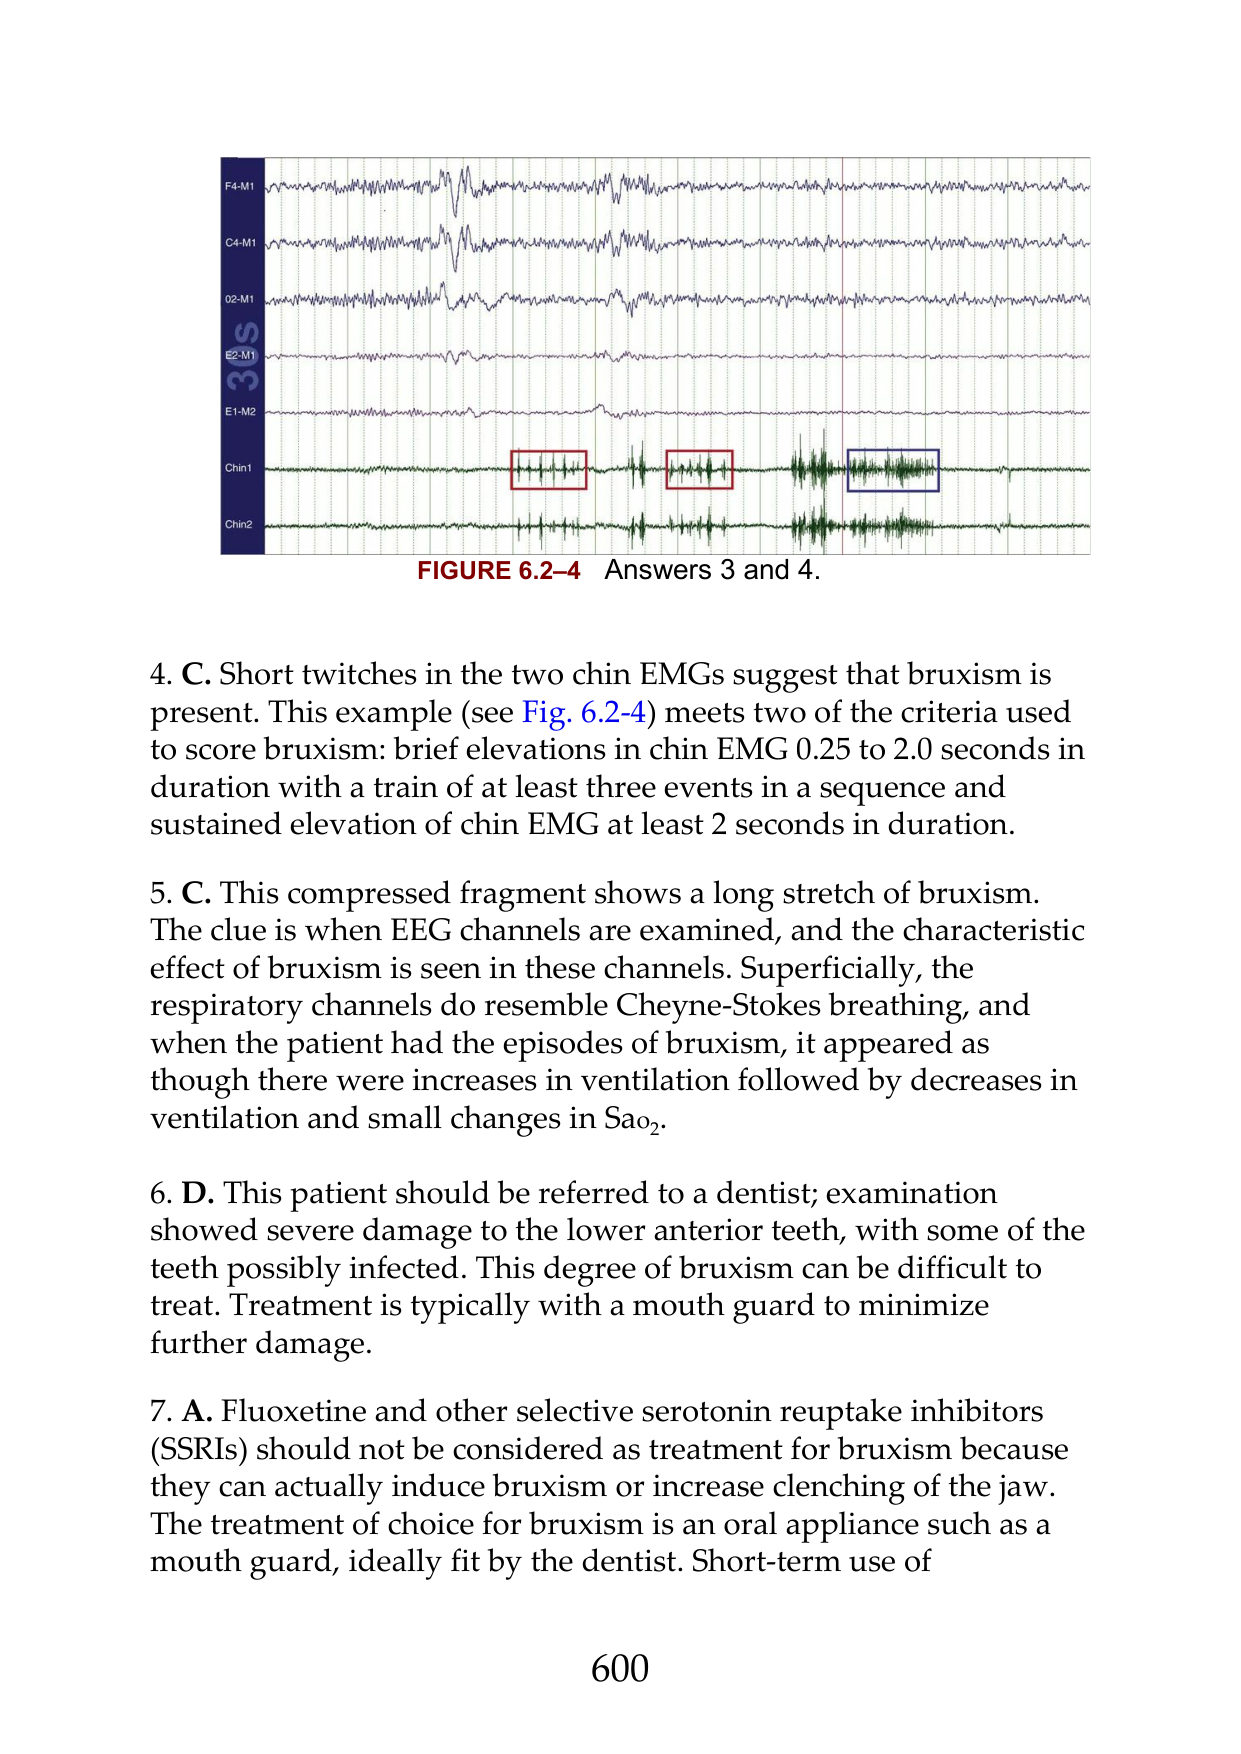 F4-M1
C4-M1
02-M1
30s
E2-M1
E1-M2
Chin1
Chin2
FIGURE 6.2–4 Answers 3 and 4.
4. C. Short twitches in the two chin EMGs suggest that bruxism is
present. This example (see Fig. 6.2-4) meets two of the criteria used
to score bruxism: brief elevations in chin EMG 0.25 to 2.0 seconds in
duration with a train of at least three events in a sequence and
sustained elevation of chin EMG at least 2 seconds in duration.
5. C. This compressed fragment shows a long stretch of bruxism.
The clue is when EEG channels are examined, and the characteristic
effect of bruxism is seen in these channels. Superficially, the
respiratory channels do resemble Cheyne-Stokes breathing, and
when the patient had the episodes of bruxism, it appeared as
though there were increases in ventilation followed by decreases in
ventilation and small changes in Sao₂.
6. D. This patient should be referred to a dentist; examination
showed severe damage to the lower anterior teeth, with some of the
teeth possibly infected. This degree of bruxism can be difficult to
treat. Treatment is typically with a mouth guard to minimize
further damage.
7. A. Fluoxetine and other selective serotonin reuptake inhibitors
(SSRIs) should not be considered as treatment for bruxism because
they can actually induce bruxism or increase clenching of the jaw.
The treatment of choice for bruxism is an oral appliance such as a
mouth guard, ideally fit by the dentist. Short-term use of
600